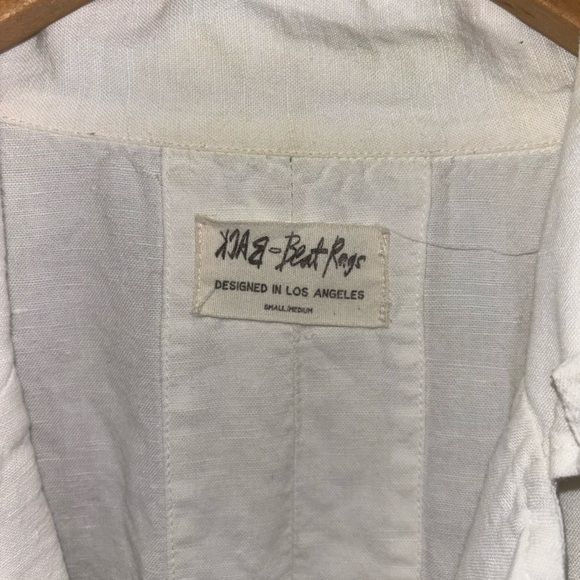 BACK-Beat Rags
DESIGNED IN LOS ANGELES
SMALL/MEDIUM